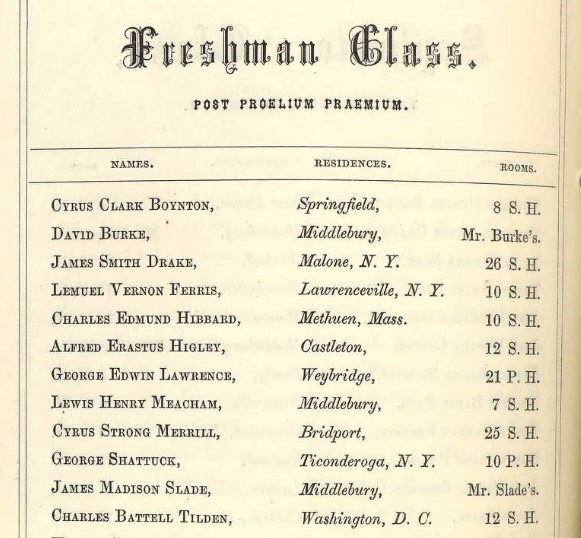 Freshman Class.
POST PROELIVM PRAEMIVM.
NAMES. RESIDENCES. ROOMS.
CYRUS CLARK BOYNTON, Springfield, 8 S. H.
DAVID BURKE, Middlebury, Mr. Burke's.
JAMES SMITH DRAKE, Malone, N. Y. 26 S. H.
LEMUEL VERNON FERRIS, Lawrenceville, N. Y. 10 S. H.
CHARLES EDMUND HIBBARD, Methuen, Mass. 10 S. H.
ALFRED ERASTUS HIGLEY, Castleton, 12 S. H.
GEORGE EDWIN LAWRENCE, Weybridge, 21 P. H.
LEWIS HENRY MEACHAM, Middlebury, 7 S. H.
CYRUS STRONG MERRILL, Bridport, 25 S. H.
GEORGE SHATTUCK, Ticonderoga, N. Y. 10 P. H.
JAMES MADISON SLADE, Middlebury, Mr. Slade's.
CHARLES BATTELL TILDEN, Washington, D. C. 12 S. H.